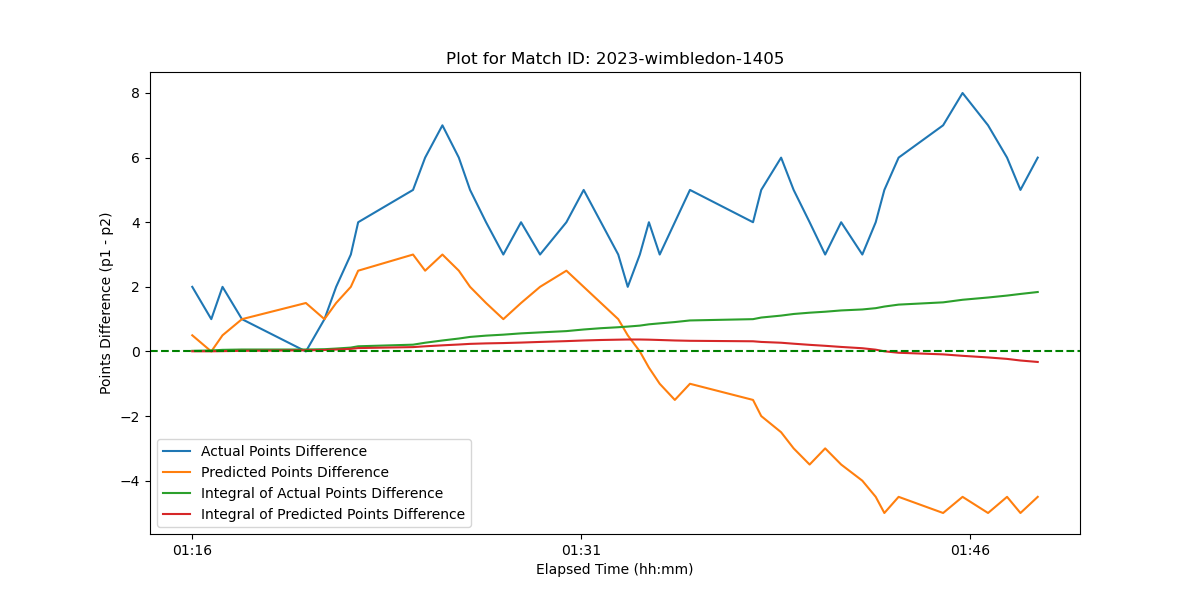 Plot for Match ID: 2023-wimbledon-1405
Points Difference (p1 - p2)
8
6
4
2
0
−2
−4
Actual Points Difference
Predicted Points Difference
Integral of Actual Points Difference
Integral of Predicted Points Difference
01:16 01:31 01:46
Elapsed Time (hh:mm)